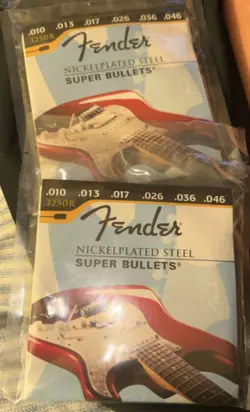 .010 .013 .017 .026 .036 .046
3250R
Fender
NICKELPLATED STEEL
SUPER BULLETS®
.010 .013 .017 .026 .036 .046
3250R
Fender
NICKELPLATED STEEL
SUPER BULLETS®